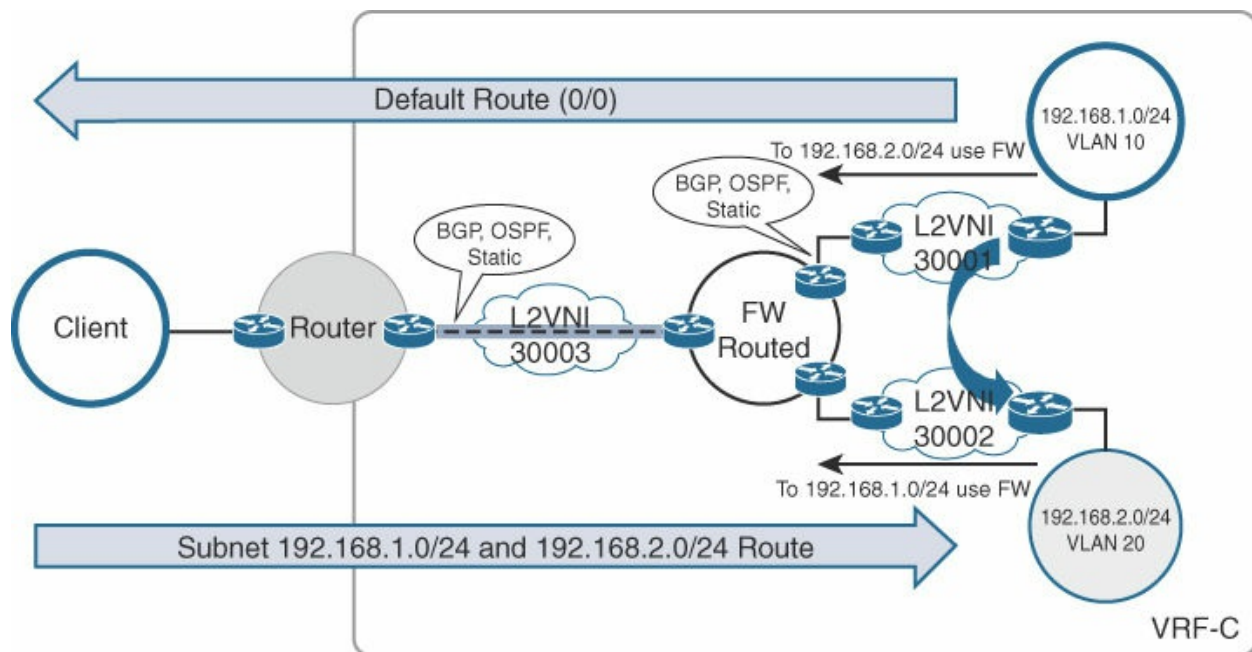 Default Route (0/0)
192.168.1.0/24
VLAN 10
To 192.168.2.0/24 use FW
BGP, OSPF,
Static
BGP, OSPF,
Static
L2VNI
30001
Client
Router
L2VNI
30003
FW
Routed
L2VNI
30002
To 192.168.1.0/24 use FW
192.168.2.0/24
VLAN 20
Subnet 192.168.1.0/24 and 192.168.2.0/24 Route
VRF-C